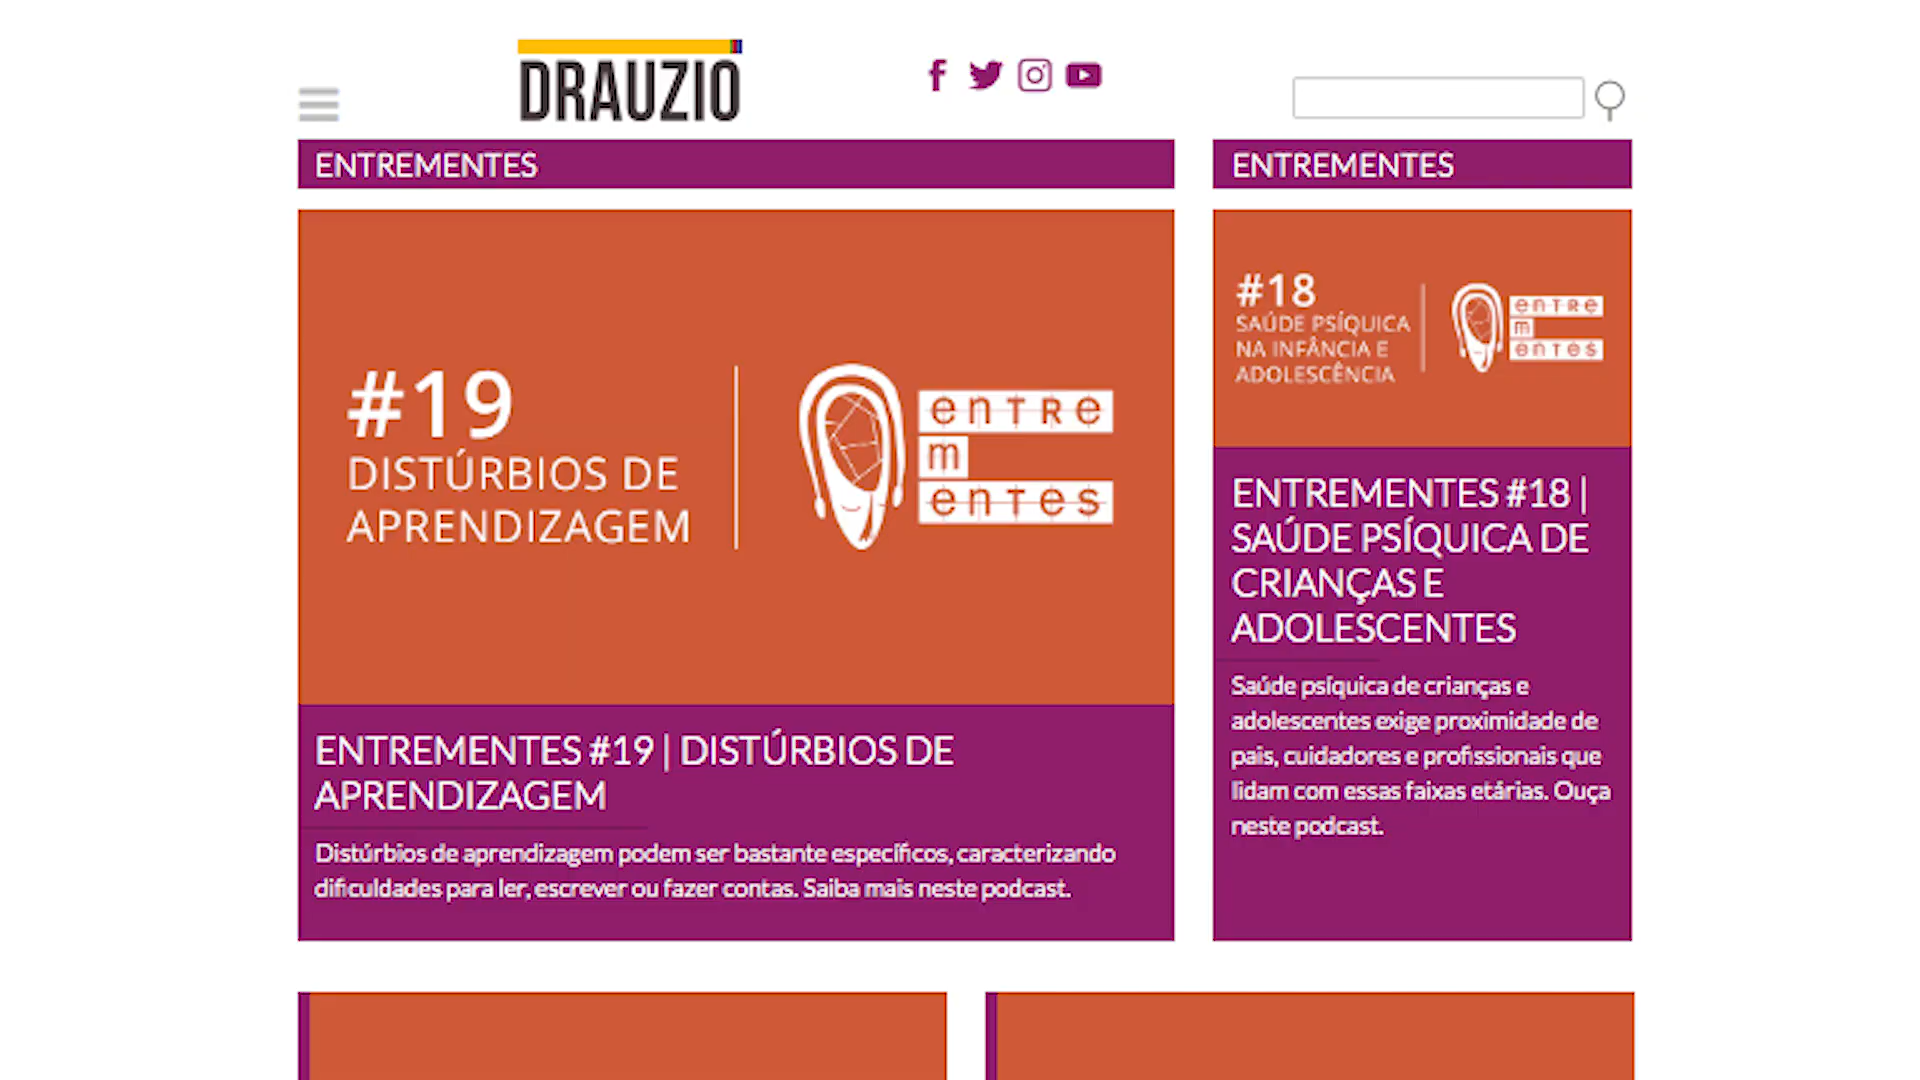 DRAUZIO
ENTREMENTES
#19
DISTÚRBIOS DE
APRENDIZAGEM
entre
m
entes
ENTREMENTES #19 | DISTÚRBIOS DE
APRENDIZAGEM
Distúrbios de aprendizagem podem ser bastante específicos, caracterizando
dificuldades para ler, escrever ou fazer contas. Saiba mais neste podcast.
ENTREMENTES
#18
SAÚDE PSÍQUICA
NA INFÂNCIA E
ADOLESCÊNCIA
entre
m
entes
ENTREMENTES #18 |
SAÚDE PSÍQUICA DE
CRIANÇAS E
ADOLESCENTES
Saúde psíquica de crianças e
adolescentes exige proximidade de
pais, cuidadores e profissionais que
lidam com essas faixas etárias. Ouça
neste podcast.